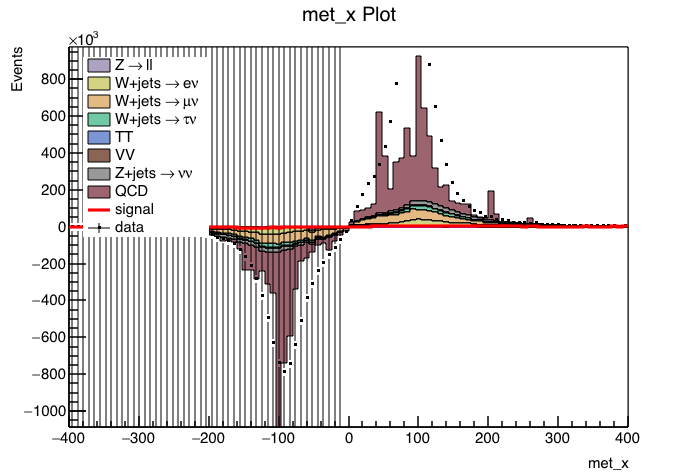 met_x Plot
×10³
Events
800
600
400
200
0
−200
−400
−600
−800
−1000
Z → ll
W+jets → eν
W+jets → μν
W+jets → τν
TT
VV
Z+jets → νν
QCD
signal
data
−400 −300 −200 −100 0 100 200 300 400
met_x